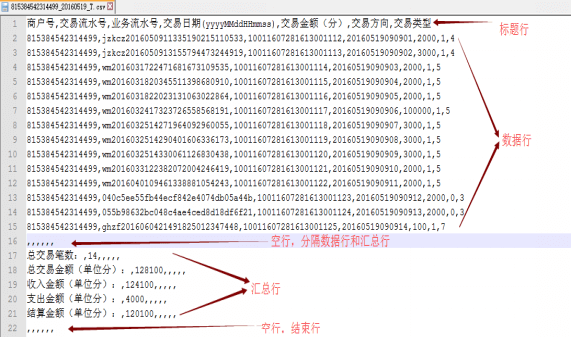 815384542314499_20160519_T.csv
1 商户号,交易流水号,业务流水号,交易日期(yyyyMMddHHmmss),交易金额（分）,交易方向,交易类型
标题行
2 815384542314499,jzkcz20160509113351924215110533,1001160728161300​1112,20160519090901,2000,1,4
3 815384542314499,jzkcz2016050913155794473244919,1001160728161300​1113,20160519090902,3000,1,4
4 815384542314499,wm2016031722471681673109535,10011607281613001114,20160519090903,2000,1,5
5 815384542314499,wm2016031820345511398680910,10011607281613001115,20160519090904,2000,1,5
6 815384542314499,wm2016031822023131063022864,10011607281613001116,20160519090905,2000,1,5
7 815384542314499,wm2016032417323726558568191,10011607281613001117,20160519090906,100000,1,5
8 815384542314499,wm2016032514271964092960055,10011607281613001118,20160519090907,3000,1,5
数据行
9 815384542314499,wm2016032514290401606336173,10011607281613001119,20160519090908,3000,1,5
10 815384542314499,wm2016032514330061126830438,10011607281613001120,20160519090909,3000,1,5
11 815384542314499,wm2016033122382072004246419,10011607281613001121,20160519090910,2000,1,5
12 815384542314499,wm2016040109461338881054243,10011607281613001122,20160519090911,2000,1,5
13 815384542314499,040c5ee55fb44ecf842e4074db05a44b,10011607281613001123,20160519090912,2000,0,3
14 815384542314499,055b98632bc048c4ae4ced8d18df6f21,10011607281613001124,20160519090913,2000,0,3
15 815384542314499,ghzf20160604214918250123​47448,10011607281613001125,20160519090914,100,1,7
16 ,,,,,,
空行，分隔数据行和汇总行
17 总交易笔数：,14,,,,,
18 总交易金额（单位分）：,128100,,,,,
19 收入金额（单位分）：,124100,,,,,
汇总行
20 支出金额（单位分）：,4000,,,,,
21 结算金额（单位分）：,120100,,,,,
22 ,,,,,,
空行，结束行